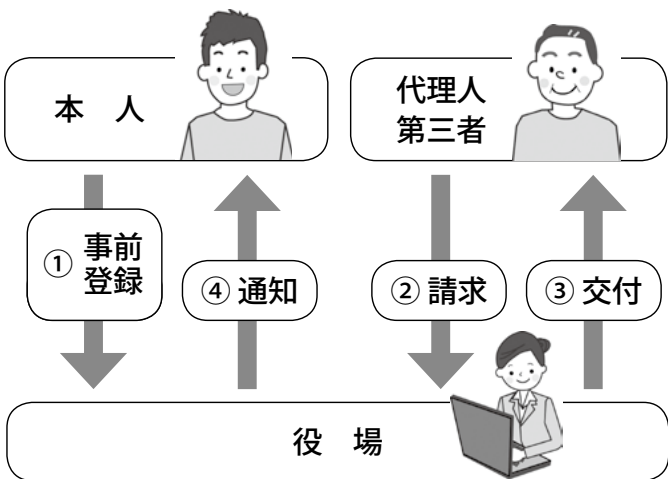 本 人
代理人
第三者
① 事前
登録
④ 通知
② 請求
③ 交付
役 場